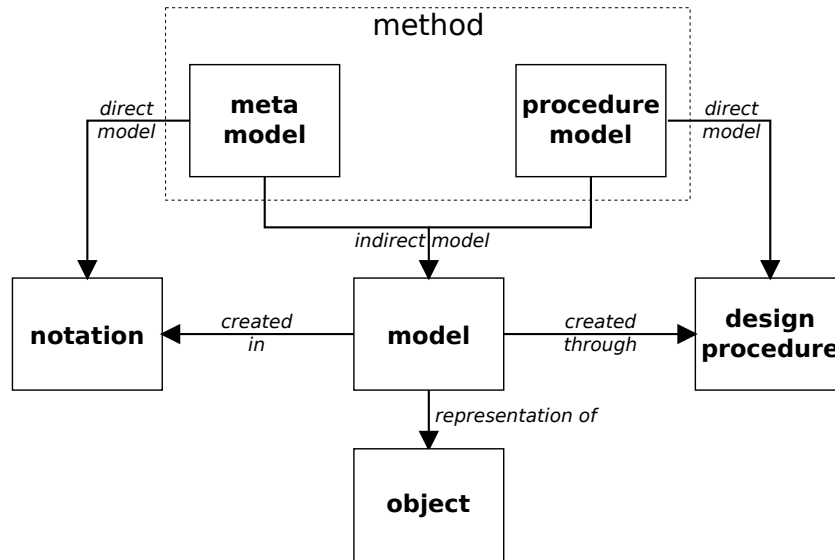 method
meta
model
procedure
model
direct
model
direct
model
indirect model
notation
created
in
model
created
through
design
procedure
representation of
object